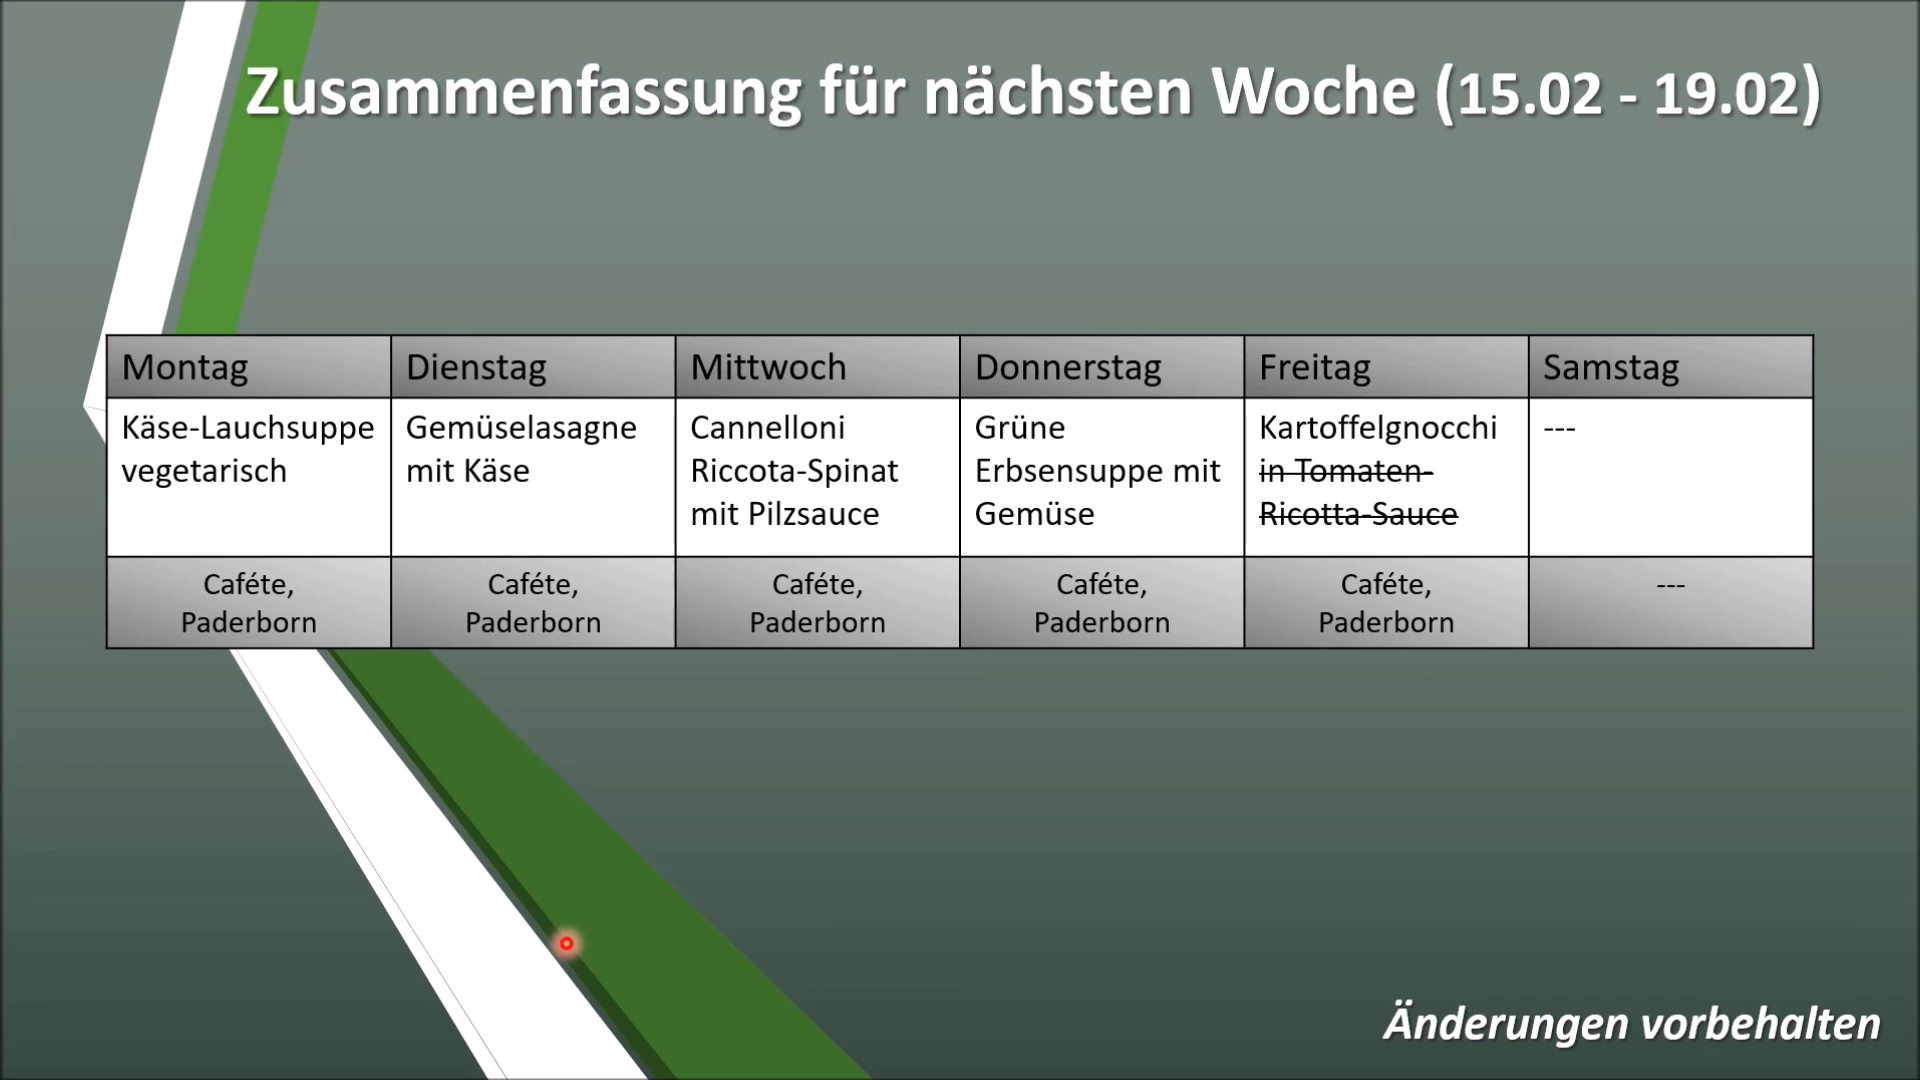 Zusammenfassung für nächsten Woche (15.02 - 19.02)
Montag
Dienstag
Mittwoch
Donnerstag
Freitag
Samstag
Käse-Lauchsuppe
vegetarisch
Gemüselasagne
mit Käse
Cannelloni
Riccota-Spinat
mit Pilzsauce
Grüne
Erbsensuppe mit
Gemüse
Kartoffelgnocchi
in Tomaten-
Ricotta-Sauce
---
Caféte,
Paderborn
Caféte,
Paderborn
Caféte,
Paderborn
Caféte,
Paderborn
Caféte,
Paderborn
---
Änderungen vorbehalten